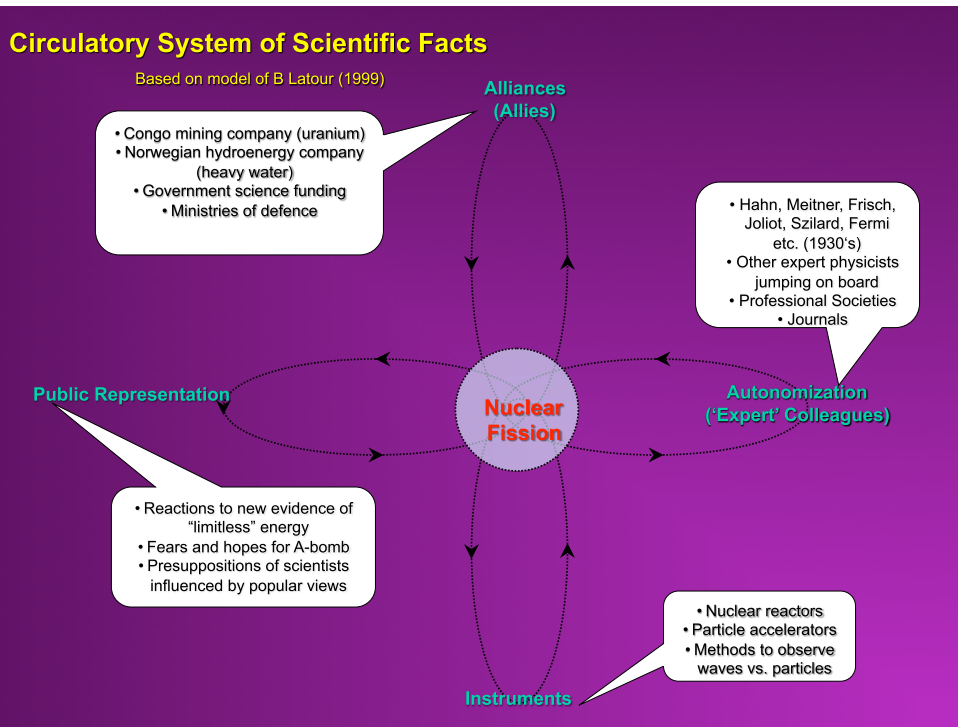 Circulatory System of Scientific Facts
Based on model of B Latour (1999)
Alliances
(Allies)
• Congo mining company (uranium)
• Norwegian hydroenergy company
(heavy water)
• Government science funding
• Ministries of defence
• Hahn, Meitner, Frisch,
Joliot, Szilard, Fermi
etc. (1930‘s)
• Other expert physicists
jumping on board
• Professional Societies
• Journals
Public Representation
Nuclear
Fission
Autonomization
(‘Expert’ Colleagues)
• Reactions to new evidence of
“limitless” energy
• Fears and hopes for A-bomb
• Presuppositions of scientists
influenced by popular views
• Nuclear reactors
• Particle accelerators
• Methods to observe
waves vs. particles
Instruments